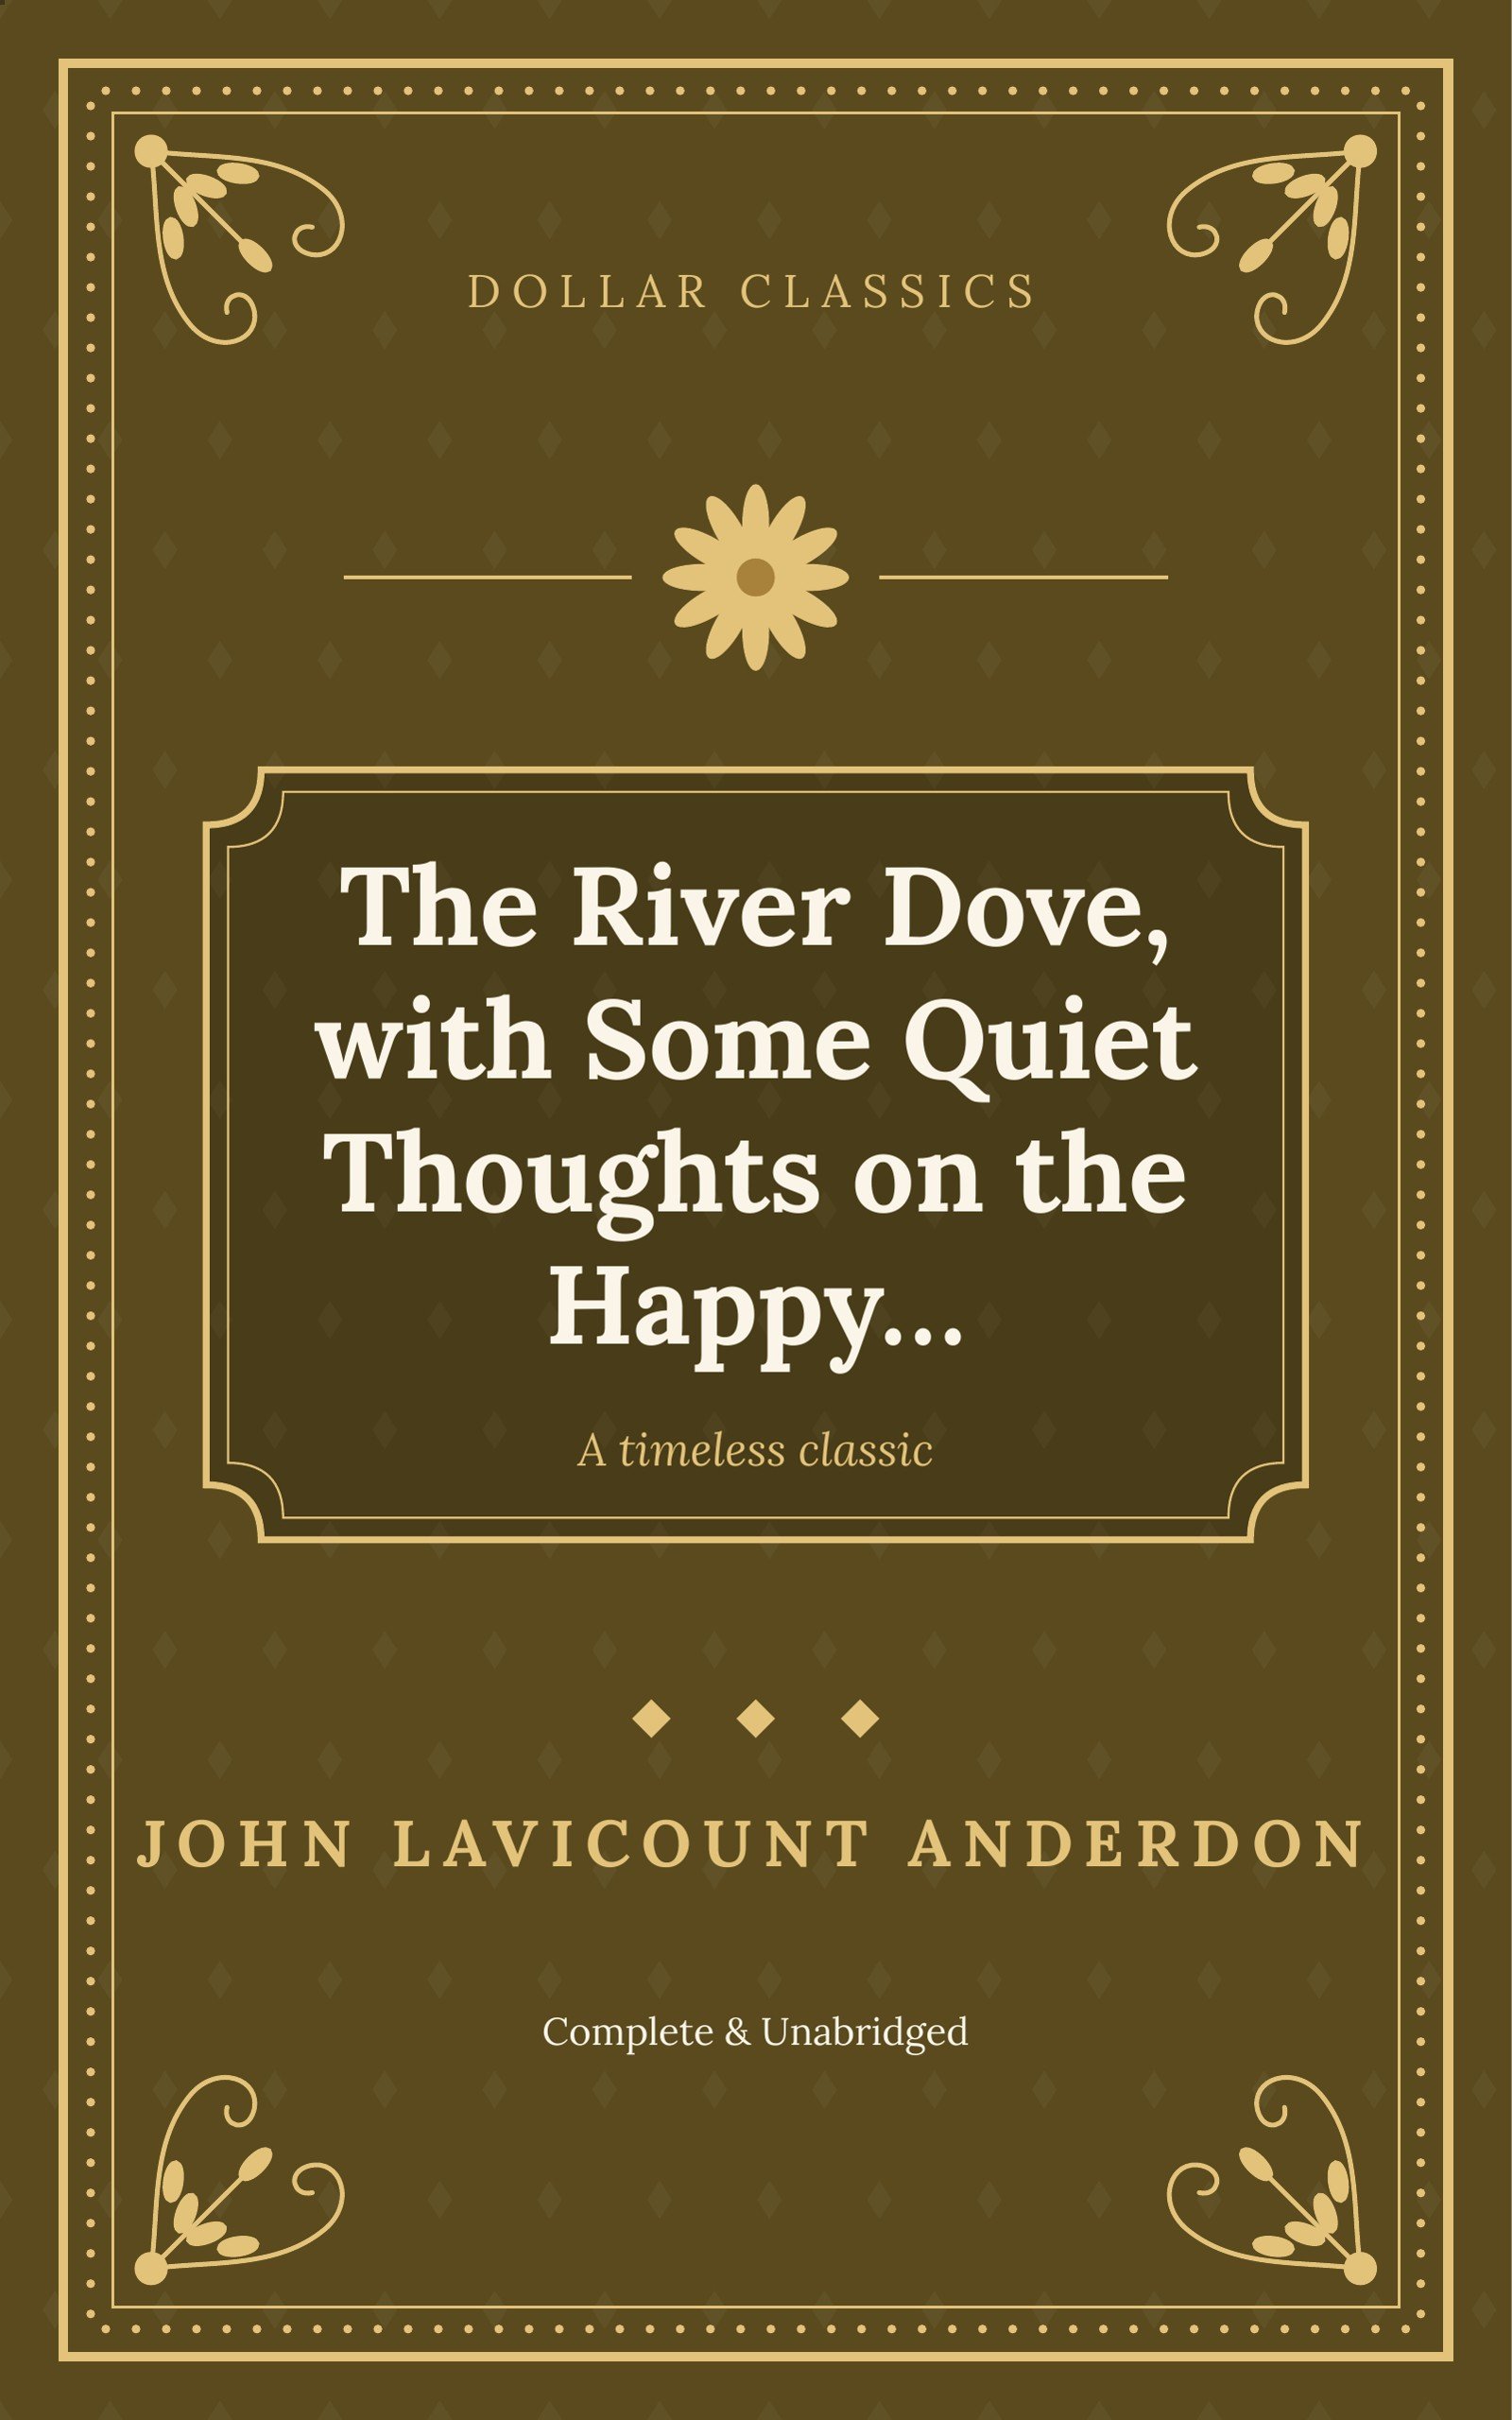 DOLLAR CLASSICS
The River Dove,
with Some Quiet
Thoughts on the
Happy...
A timeless classic
JOHN LAVICOUNT ANDERDON
Complete & Unabridged